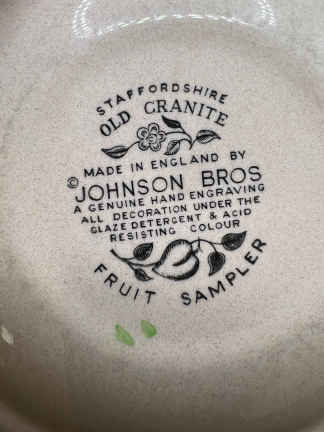 STAFFORDSHIRE
OLD GRANITE
MADE IN ENGLAND BY
©JOHNSON BROS
A GENUINE HAND ENGRAVING
ALL DECORATION UNDER THE
GLAZE DETERGENT & ACID
RESISTING COLOUR
FRUIT SAMPLER